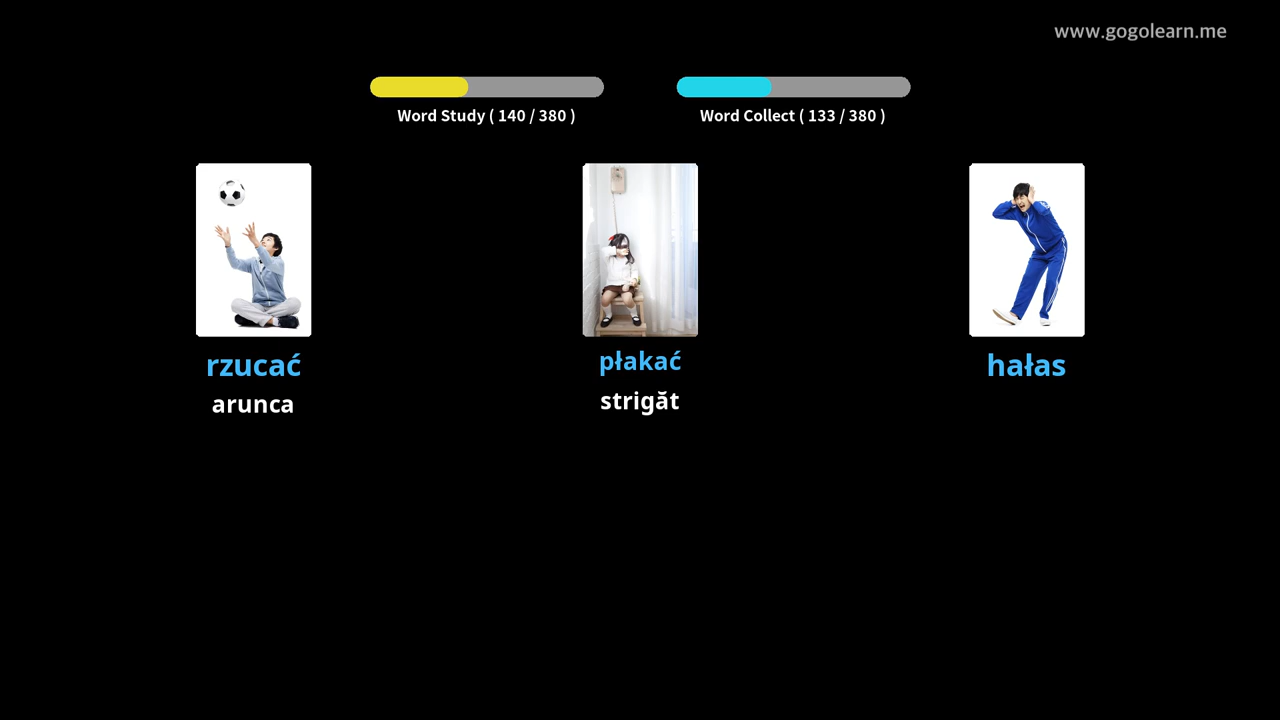 www.gogolearn.me
Word Study ( 140 / 380 )
Word Collect ( 133 / 380 )
rzucać
płakać
hałas
arunca
strigăt